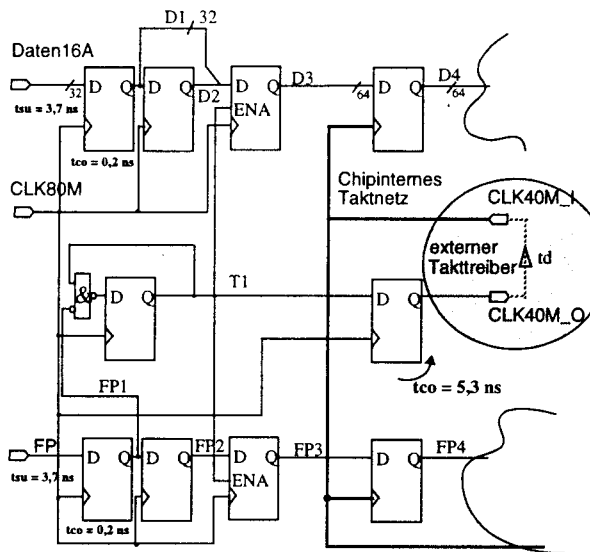 D1 32
Daten16A
D Q
D Q
D Q
D3
D Q
D4
32
D2
64
64
tsu = 3,7 ns
ENA
tco = 0,2 ns
Chipinternes
Taktnetz
CLK40M_I
CLK80M
externer
Takttreiber
td
&
D Q
T1
D Q
CLK40M_O
FP1
tco = 5,3 ns
FP
D Q
D Q
FP2
D Q
FP3
D Q
FP4
tsu = 3,7 ns
ENA
tco = 0,2 ns